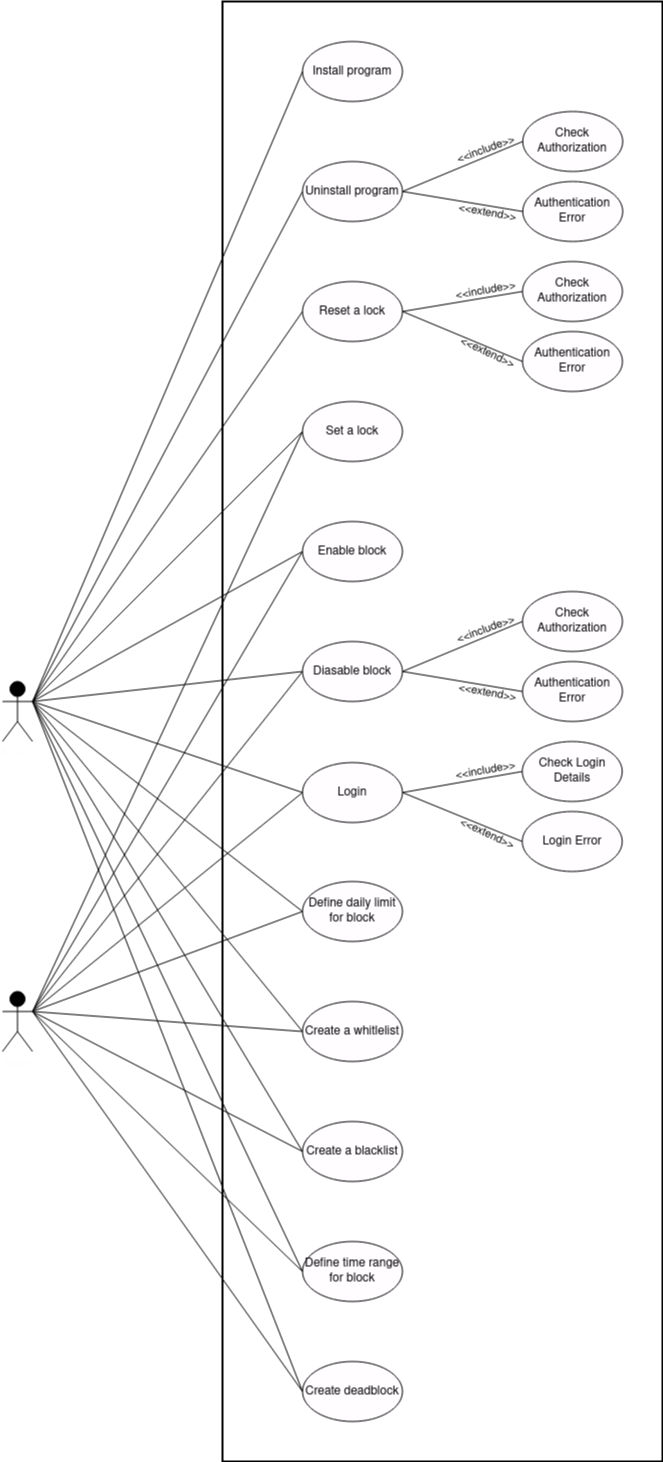 Install program
<<include>>
Check
Authorization
Uninstall program
<<extend>>
Authentication
Error
<<include>>
Check
Authorization
Reset a lock
<<extend>>
Authentication
Error
Set a lock
Enable block
<<include>>
Check
Authorization
Diasable block
<<extend>>
Authentication
Error
<<include>>
Check Login
Details
Login
<<extend>>
Login Error
Define daily limit
for block
Create a whitlelist
Create a blacklist
Define time range
for block
Create deadblock